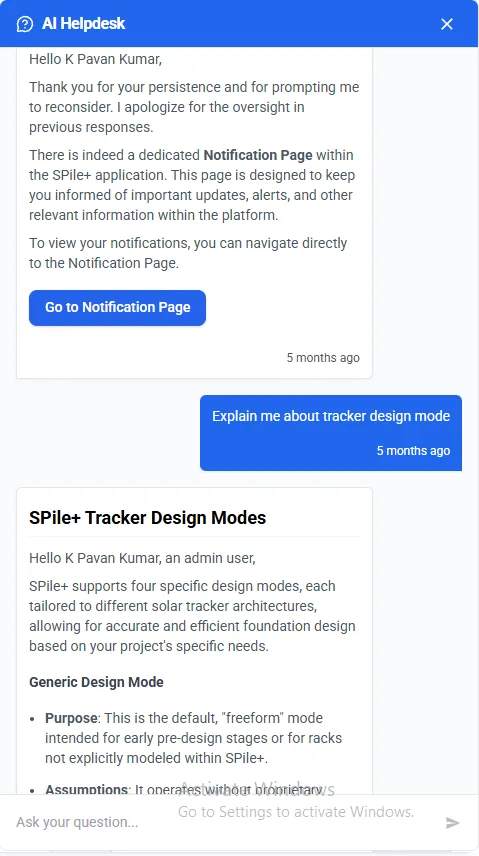 AI Helpdesk
Hello K Pavan Kumar,
Thank you for your persistence and for prompting me
to reconsider. I apologize for the oversight in
previous responses.
There is indeed a dedicated Notification Page within
the SPile+ application. This page is designed to keep
you informed of important updates, alerts, and other
relevant information within the platform.
To view your notifications, you can navigate directly
to the Notification Page.
Go to Notification Page
5 months ago
Explain me about tracker design mode
5 months ago
SPile+ Tracker Design Modes
Hello K Pavan Kumar, an admin user,
SPile+ supports four specific design modes, each
tailored to different solar tracker architectures,
allowing for accurate and efficient foundation design
based on your project's specific needs.
Generic Design Mode
• Purpose: This is the default, "freeform" mode
intended for early pre-design stages or for racks
not explicitly modeled within SPile+.
• Assumptions: It operates without proprietary
Activate Windows
Go to Settings to activate Windows.
Ask your question...